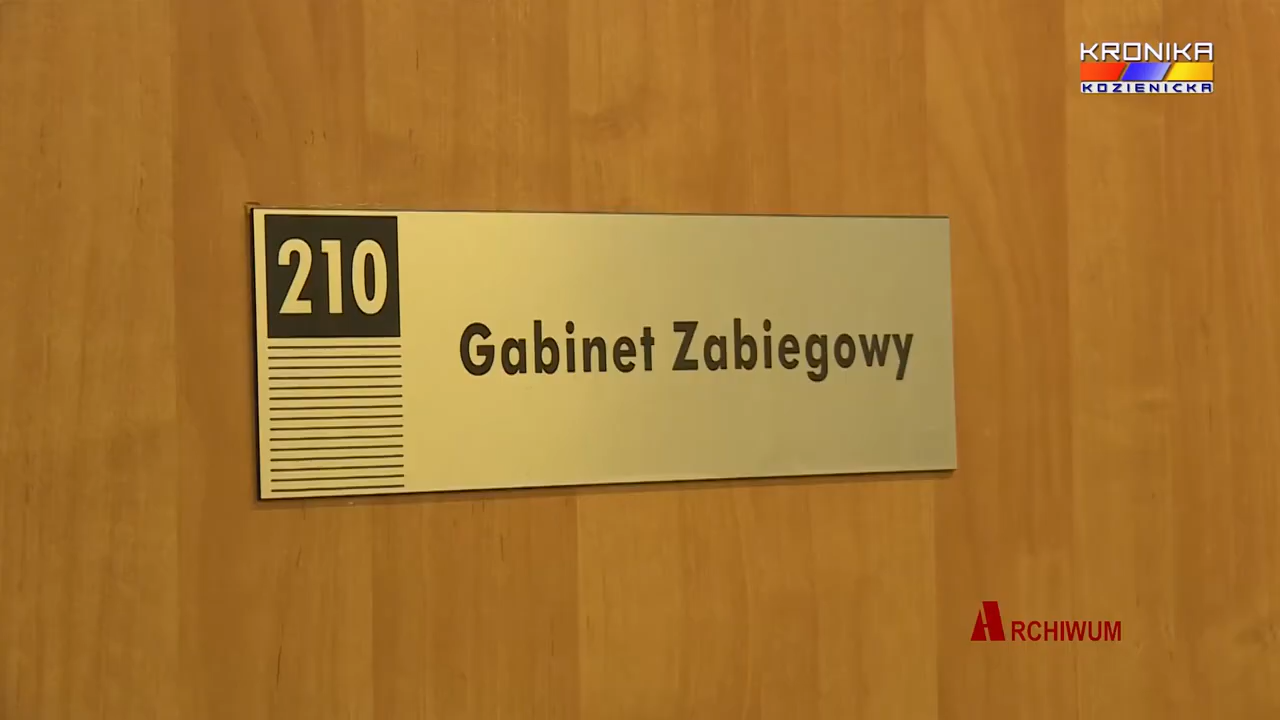 KRONIKA
KOZIENICKA
210
Gabinet Zabiegowy
ARCHIWUM